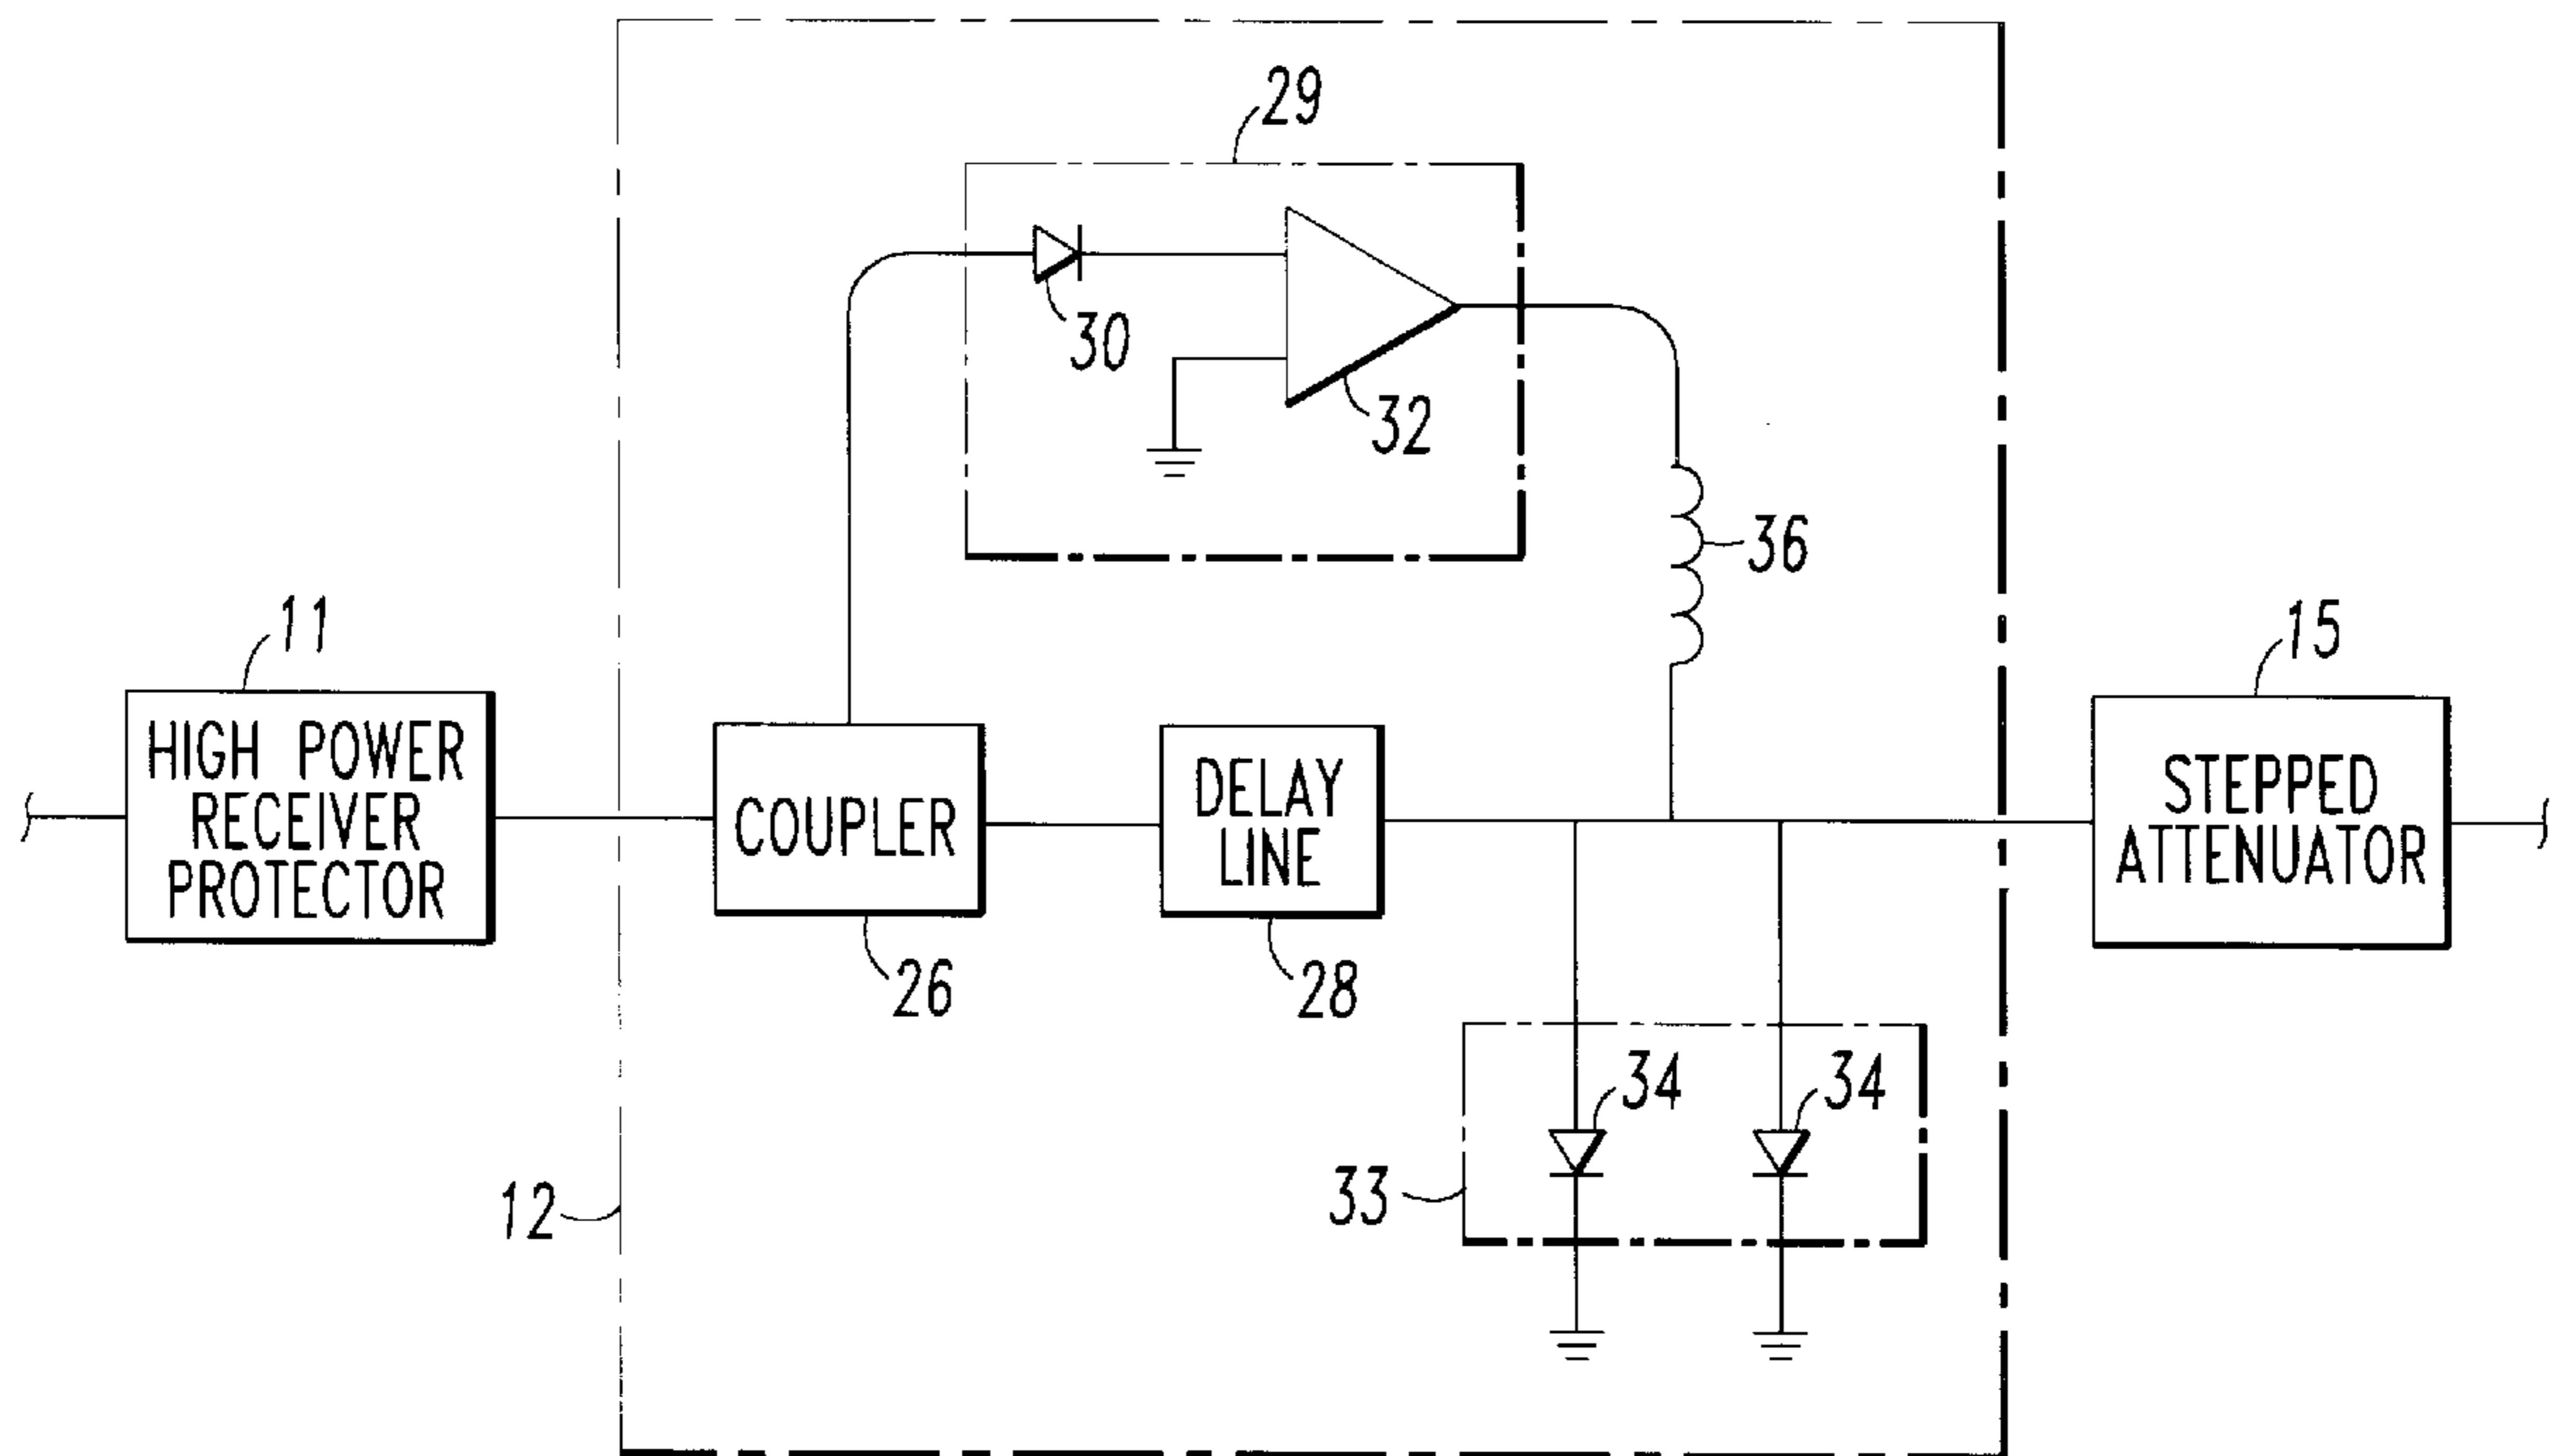 29
30
32
36
11
HIGH POWER
RECEIVER
PROTECTOR
COUPLER
26
DELAY
LINE
28
15
STEPPED
ATTENUATOR
34
34
33
12